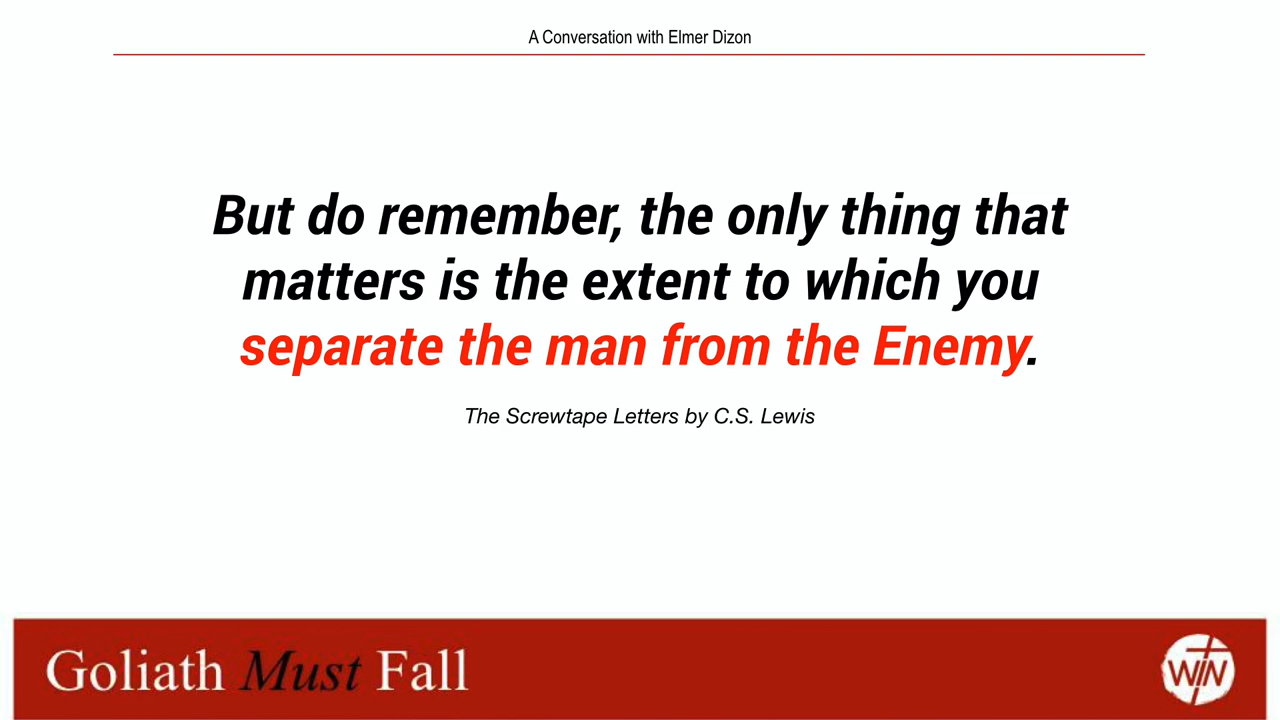 A Conversation with Elmer Dizon
But do remember, the only thing that
matters is the extent to which you
separate the man from the Enemy.
The Screwtape Letters by C.S. Lewis
Goliath Must Fall
WIN